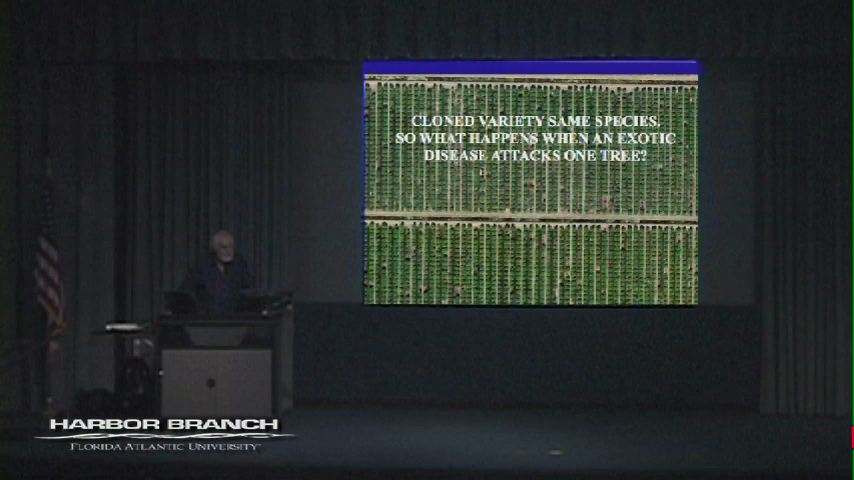 CLONED VARIETY SAME SPECIES.
SO WHAT HAPPENS WHEN AN EXOTIC
DISEASE ATTACKS ONE TREE?
HARBOR BRANCH
FLORIDA ATLANTIC UNIVERSITY